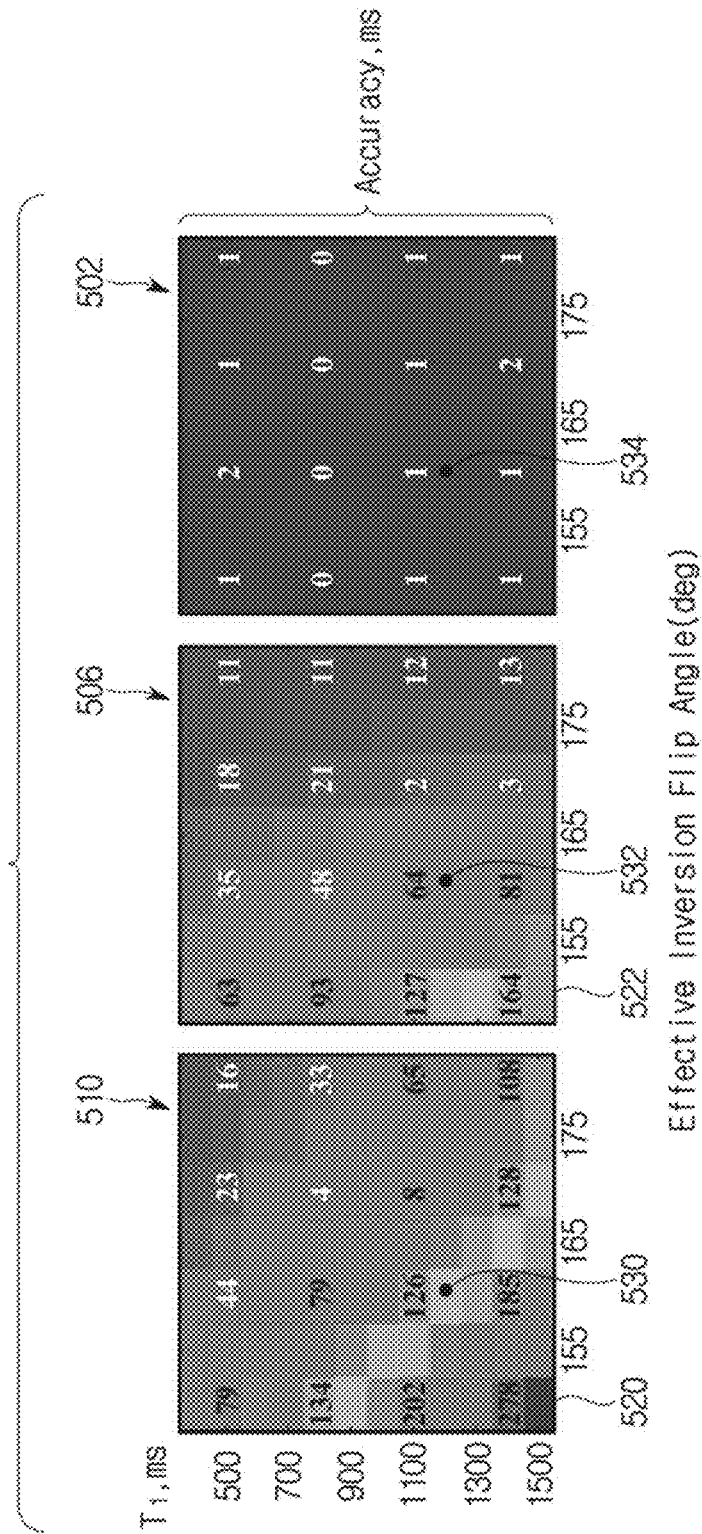 510 506 502
T1,ms
79 44 23 16 63 35 18 11 1 2 1 1
134 79 4 33 93 48 21 11 0 0 0 0
202 126 8 65 127 64 2 12 1 1 1 1
278 185 128 108 164 81 3 13 1 1 2 1
500
700
900
1100
1300
1500
Accuracy,ms
155 165 175 155 165 175 155 165 175
520 530 522 532 534
Effective Inversion Flip Angle(deg)